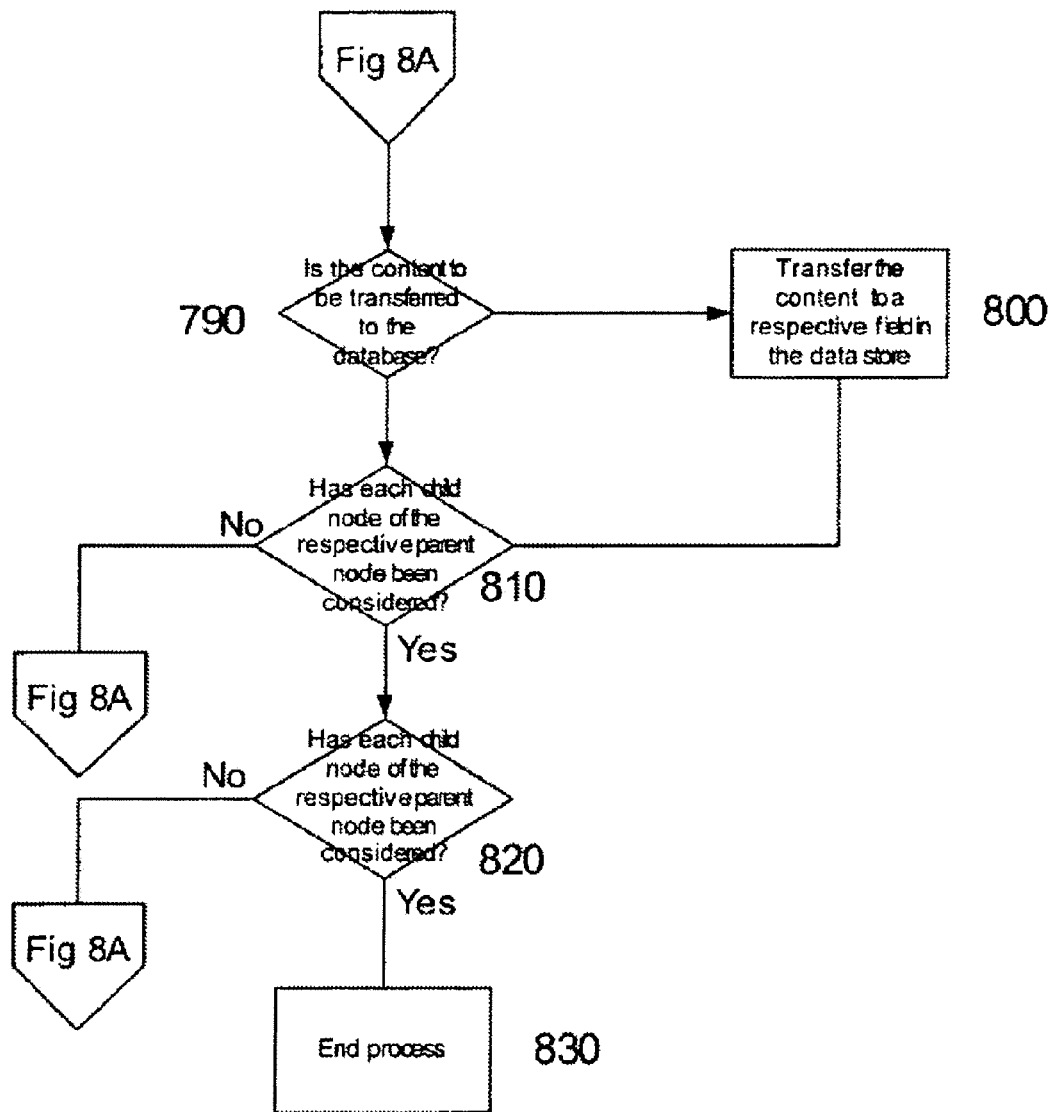 Fig 8A
Is the content to
be transferred
to the
database?
790
Transfer the
content to a
respective field in
the data store
800
Has each child
node of the
respective parent
node been
considered?
No
810
Yes
Fig 8A
Has each child
node of the
respective parent
node been
considered?
No
820
Yes
Fig 8A
End process
830